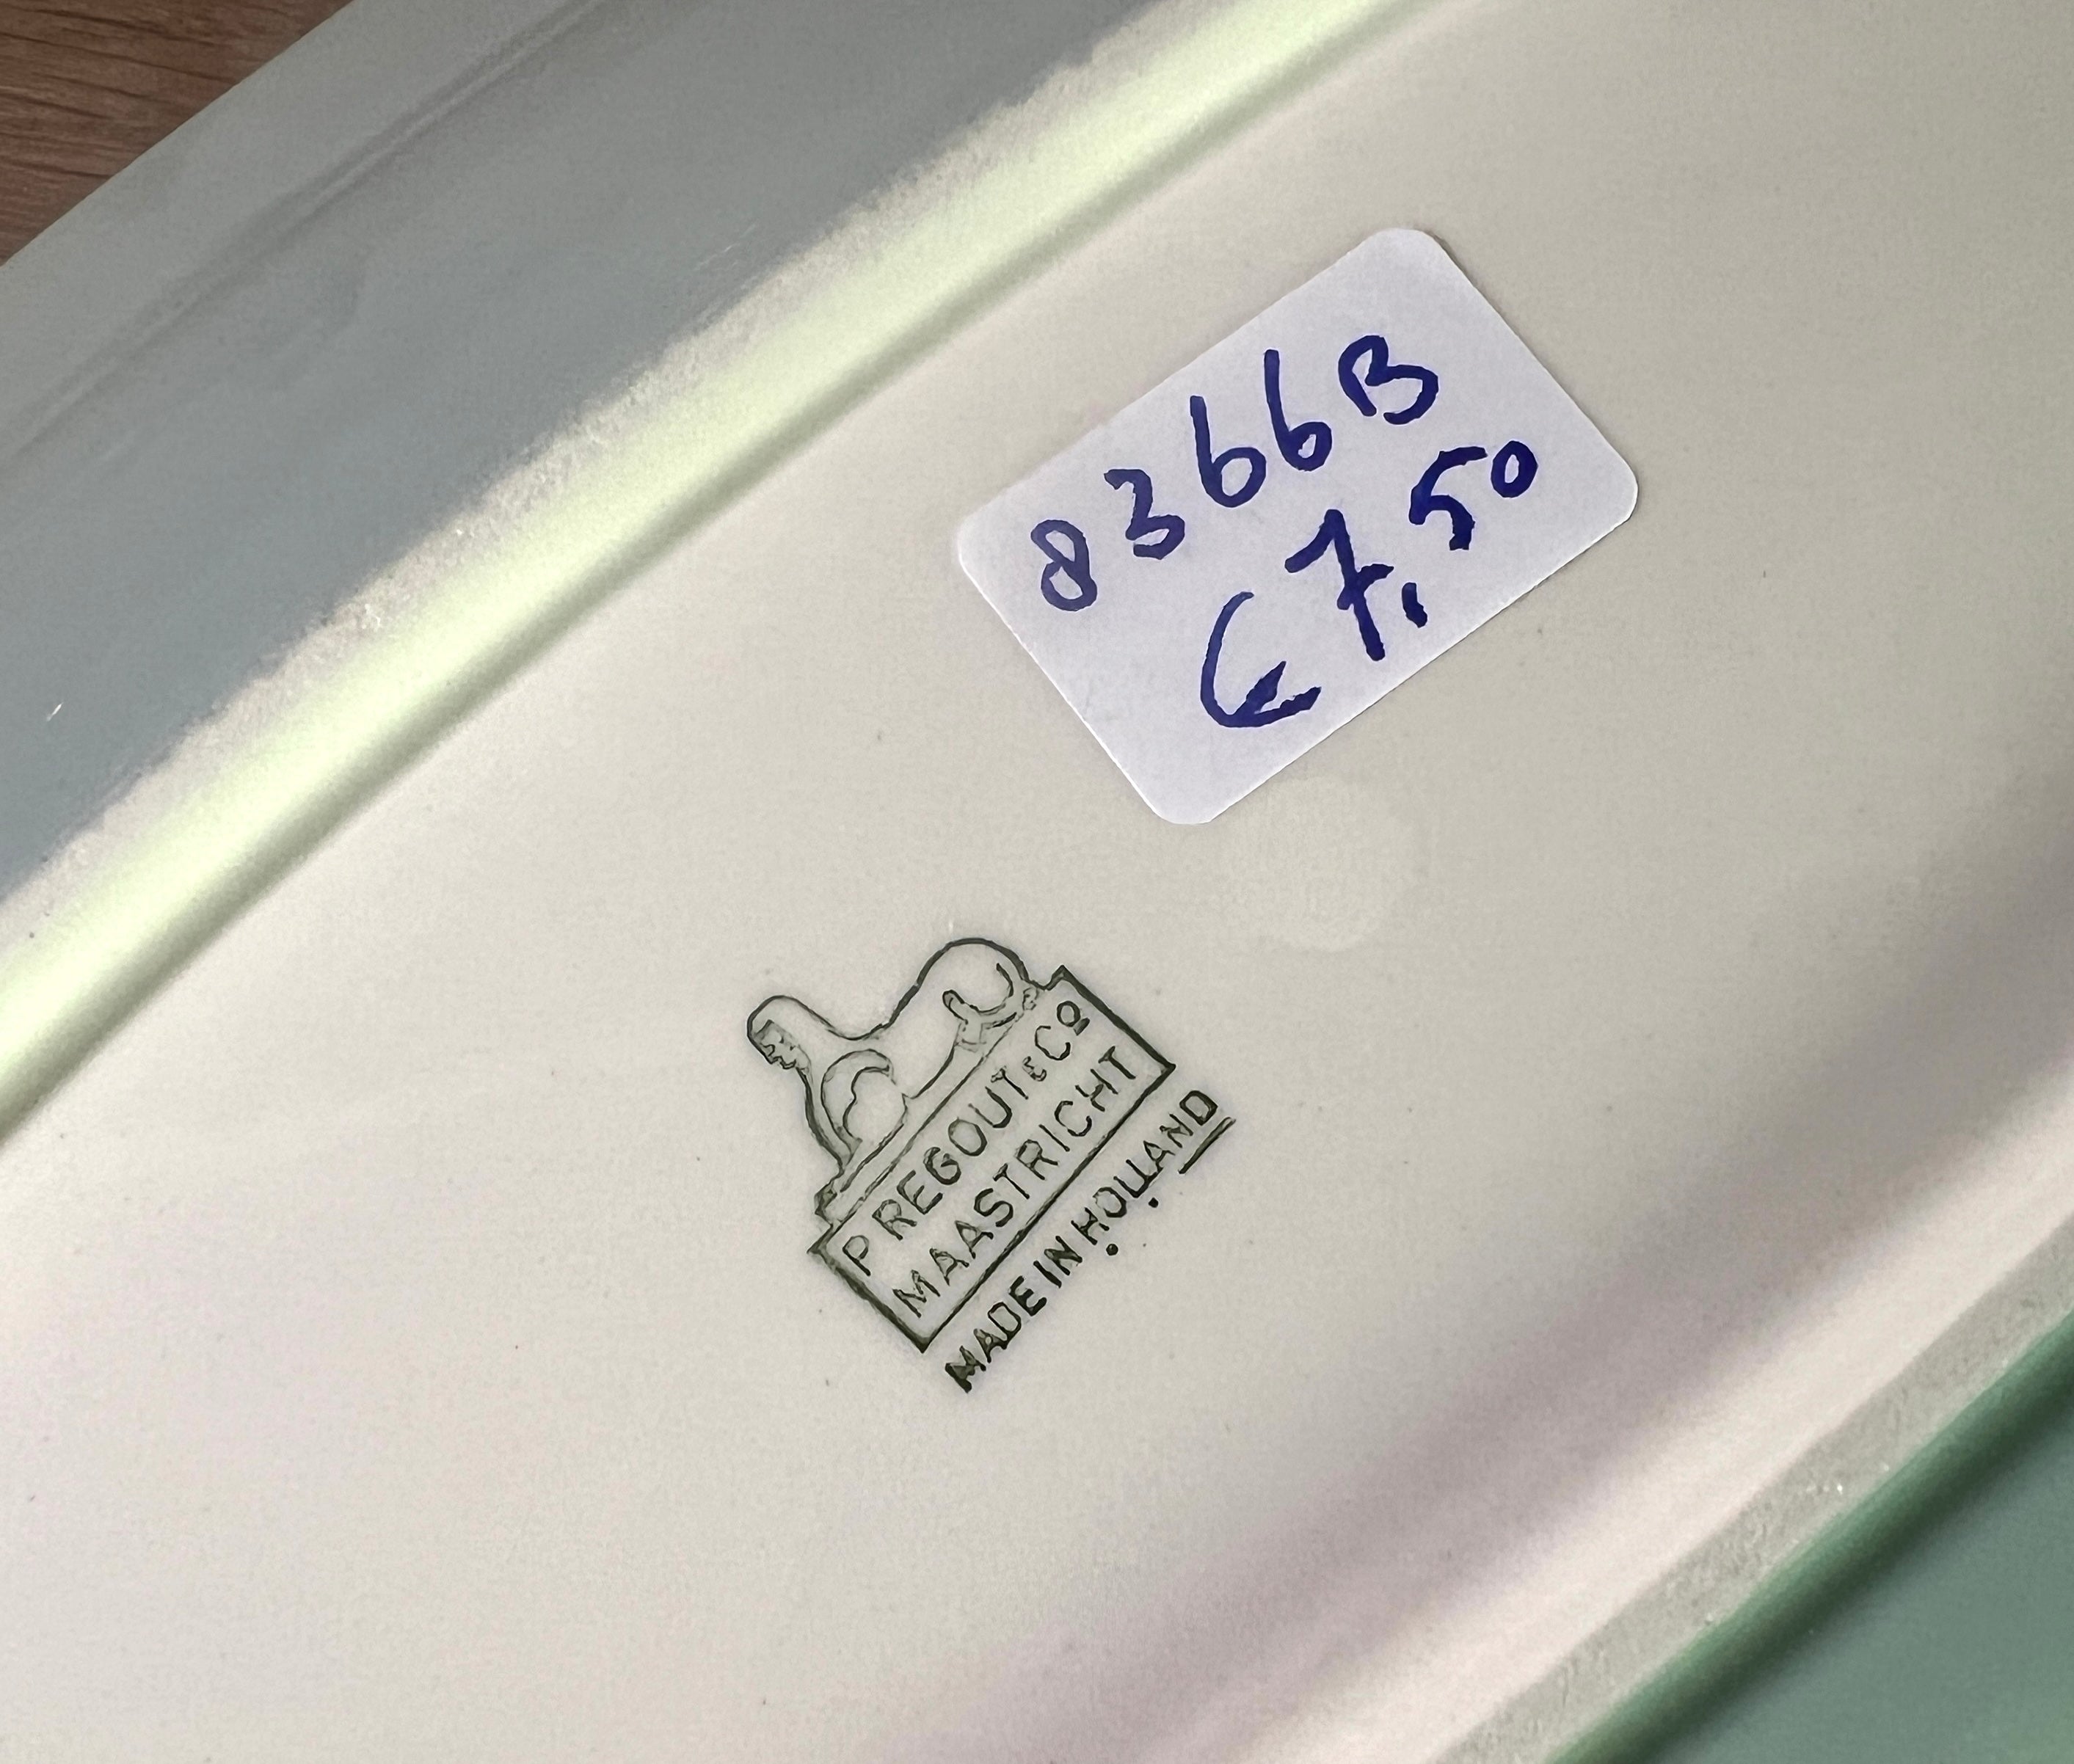 8366B
€7,50
P REGOUT & Cº
MAASTRICHT
MADE IN HOLLAND